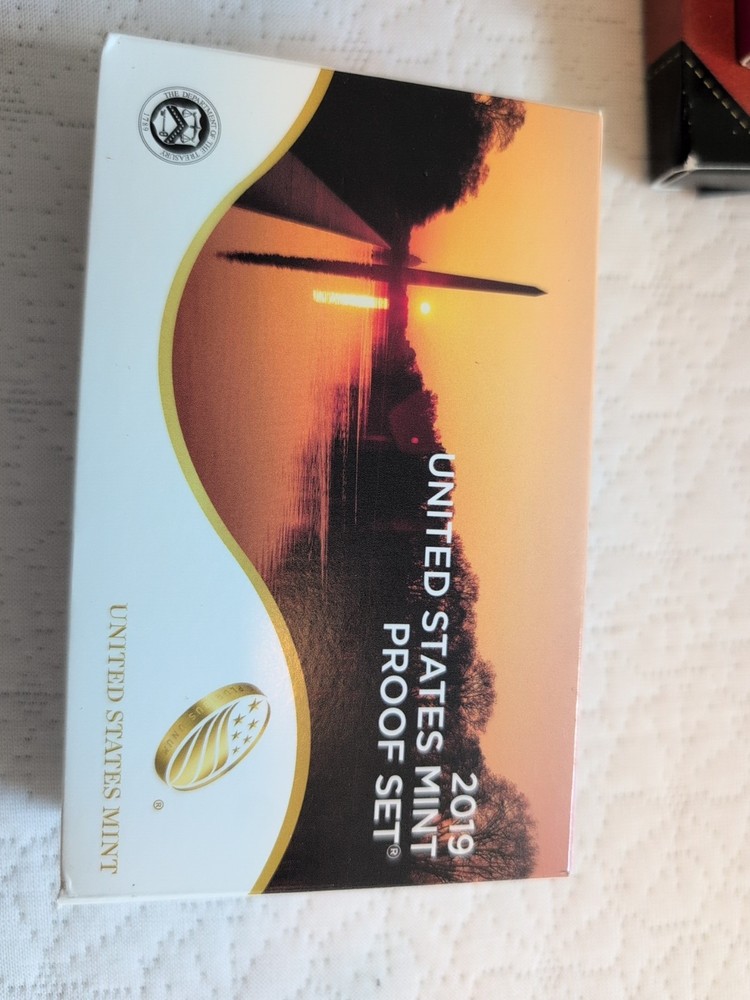 2019
UNITED STATES MINT
PROOF SET®
THE DEPARTMENT OF THE TREASURY
1789
UNITED STATES MINT
®